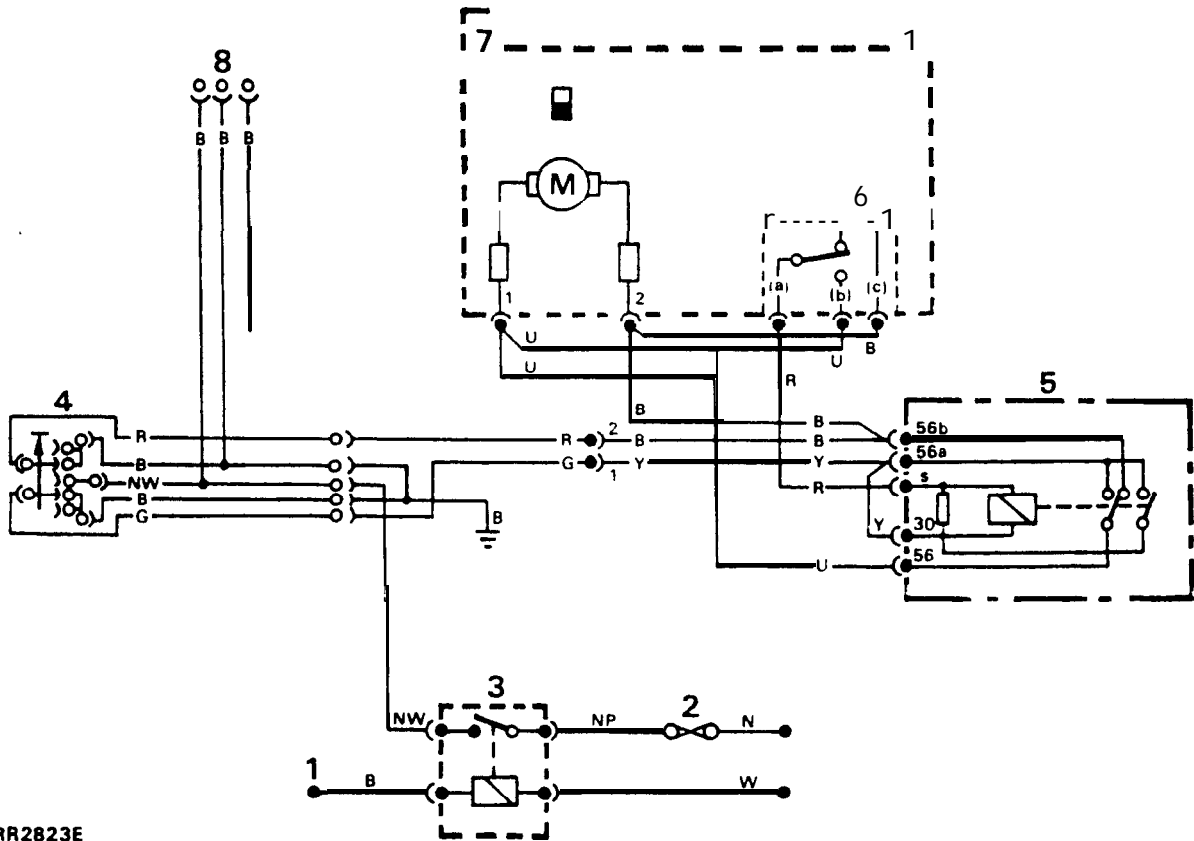 7 1
8
B B B
M
6
1
(a) (b) (c)
1 2
U B
U U
R
5
4
B B
R R 2 B B 56b
B G 1 Y Y 56a
NW R s
B
G B Y 30
U 56
3
2
NW NP N
1
B W
RR2823E